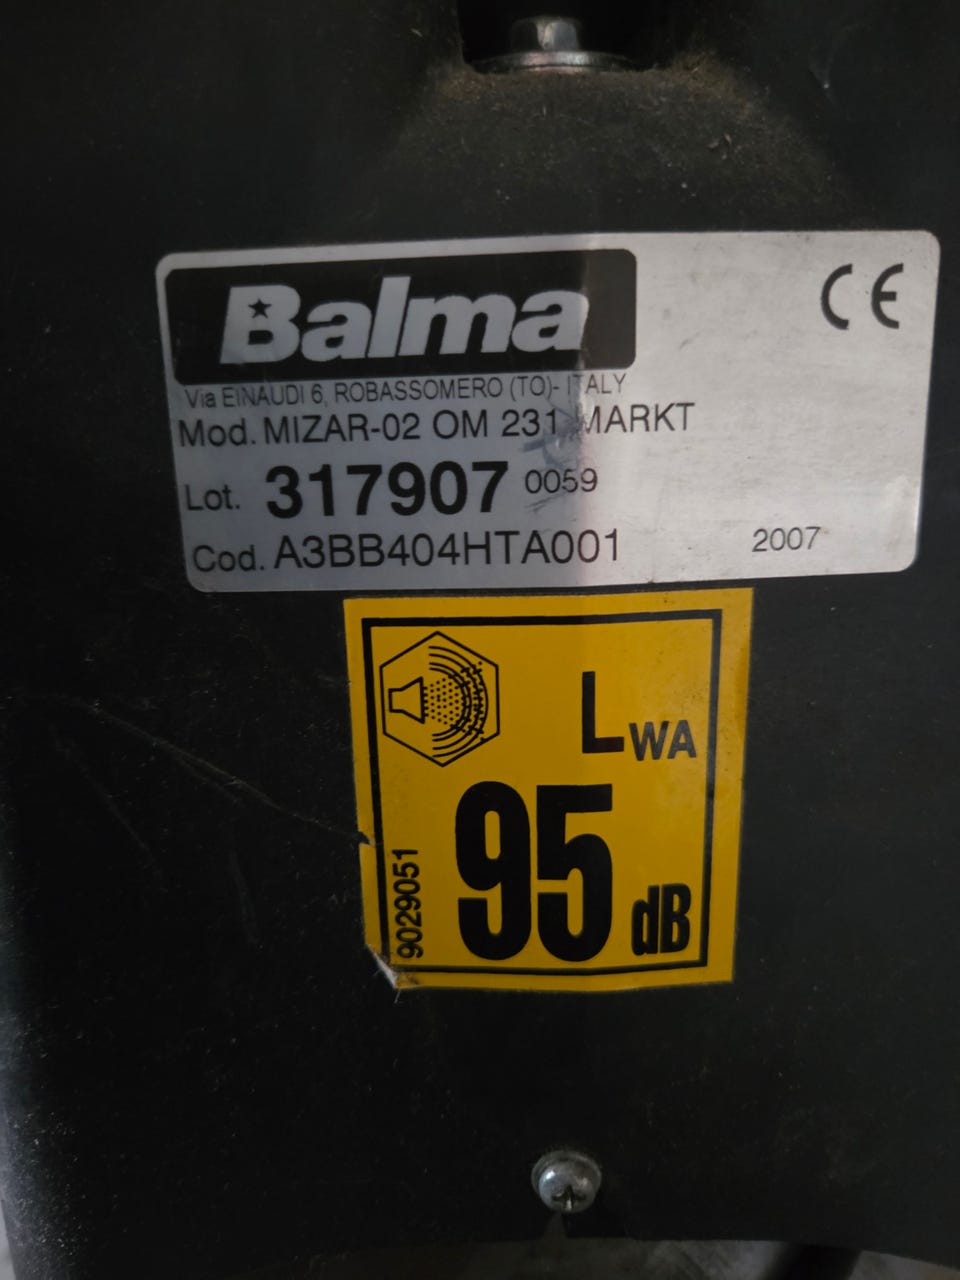 Balma
CE
Via EINAUDI 6, ROBASSOMERO (TO)- ITALY
Mod. MIZAR-02 OM 231 MARKT
Lot. 317907 0059
Cod. A3BB404HTA001 2007
LWA
95 dB
9029051